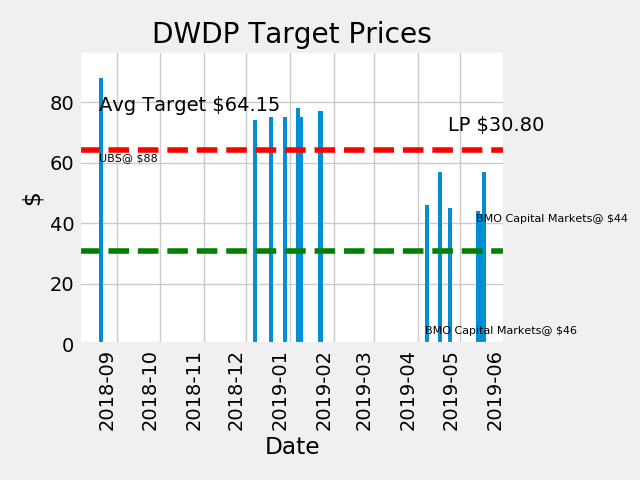 DWDP Target Prices
Avg Target $64.15
LP $30.80
UBS@ $88
BMO Capital Markets@ $44
BMO Capital Markets@ $46
$
80
60
40
20
0
2018-09
2018-10
2018-11
2018-12
2019-01
2019-02
2019-03
2019-04
2019-05
2019-06
Date